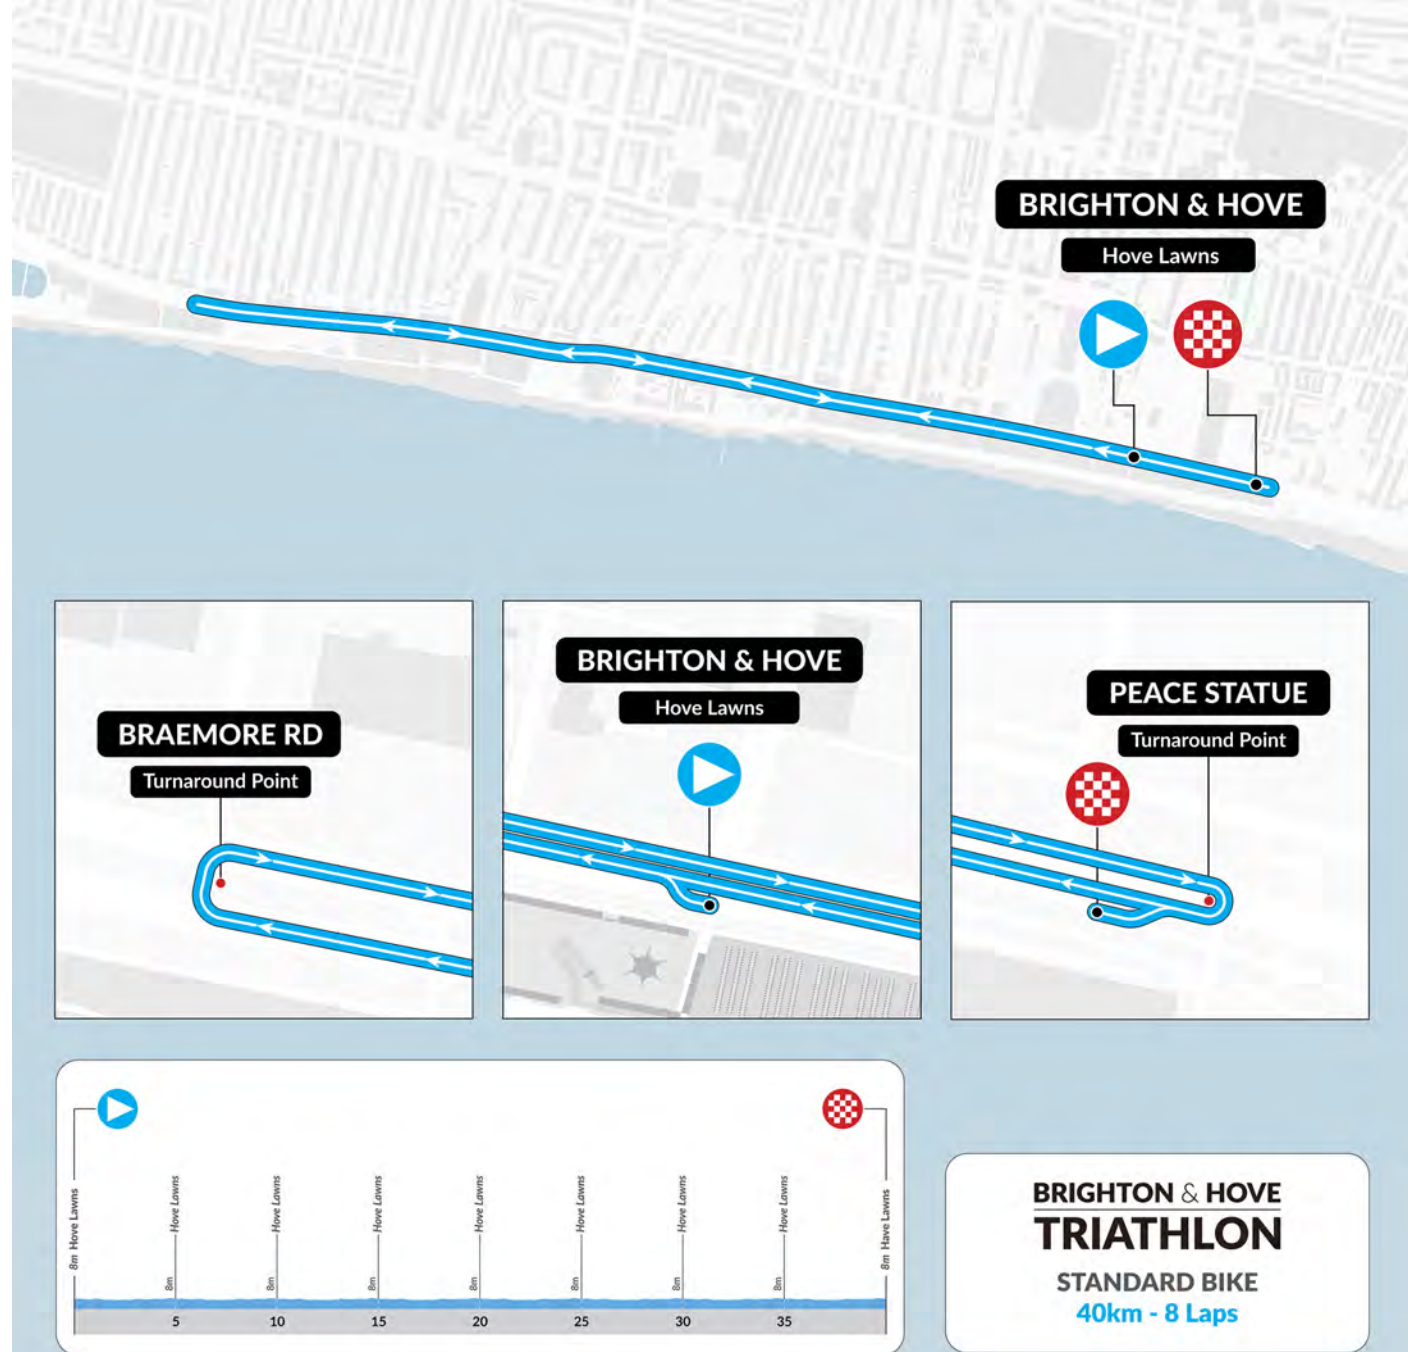 BRIGHTON & HOVE
Hove Lawns
BRAEMORE RD
Turnaround Point
BRIGHTON & HOVE
Hove Lawns
PEACE STATUE
Turnaround Point
8m Hove Lawns
8m Hove Lawns
8m Hove Lawns
8m Hove Lawns
8m Hove Lawns
8m Hove Lawns
8m Hove Lawns
8m Hove Lawns
8m Have Lawns
5 10 15 20 25 30 35
BRIGHTON & HOVE
TRIATHLON
STANDARD BIKE
40km - 8 Laps